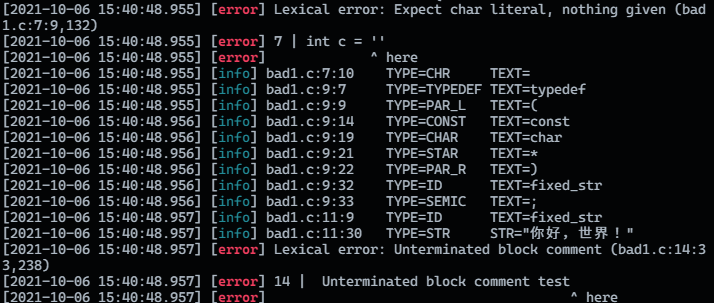 [2021-10-06 15:40:48.955] [error] Lexical error: Expect char literal, nothing given (bad
1.c:7:9,132)
[2021-10-06 15:40:48.955] [error] 7 | int c = ''
[2021-10-06 15:40:48.955] [error]              ^ here
[2021-10-06 15:40:48.955] [info] bad1.c:7:10    TYPE=CHR     TEXT=
[2021-10-06 15:40:48.955] [info] bad1.c:9:7     TYPE=TYPEDEF TEXT=typedef
[2021-10-06 15:40:48.955] [info] bad1.c:9:9     TYPE=PAR_L   TEXT=(
[2021-10-06 15:40:48.956] [info] bad1.c:9:14    TYPE=CONST   TEXT=const
[2021-10-06 15:40:48.956] [info] bad1.c:9:19    TYPE=CHAR    TEXT=char
[2021-10-06 15:40:48.956] [info] bad1.c:9:21    TYPE=STAR    TEXT=*
[2021-10-06 15:40:48.956] [info] bad1.c:9:22    TYPE=PAR_R   TEXT=)
[2021-10-06 15:40:48.956] [info] bad1.c:9:32    TYPE=ID      TEXT=fixed_str
[2021-10-06 15:40:48.956] [info] bad1.c:9:33    TYPE=SEMIC   TEXT=;
[2021-10-06 15:40:48.957] [info] bad1.c:11:9    TYPE=ID      TEXT=fixed_str
[2021-10-06 15:40:48.957] [info] bad1.c:11:30   TYPE=STR     STR="你好，世界！"
[2021-10-06 15:40:48.957] [error] Lexical error: Unterminated block comment (bad1.c:14:3
3,238)
[2021-10-06 15:40:48.957] [error] 14 |  Unterminated block comment test
[2021-10-06 15:40:48.957] [error]                                      ^ here